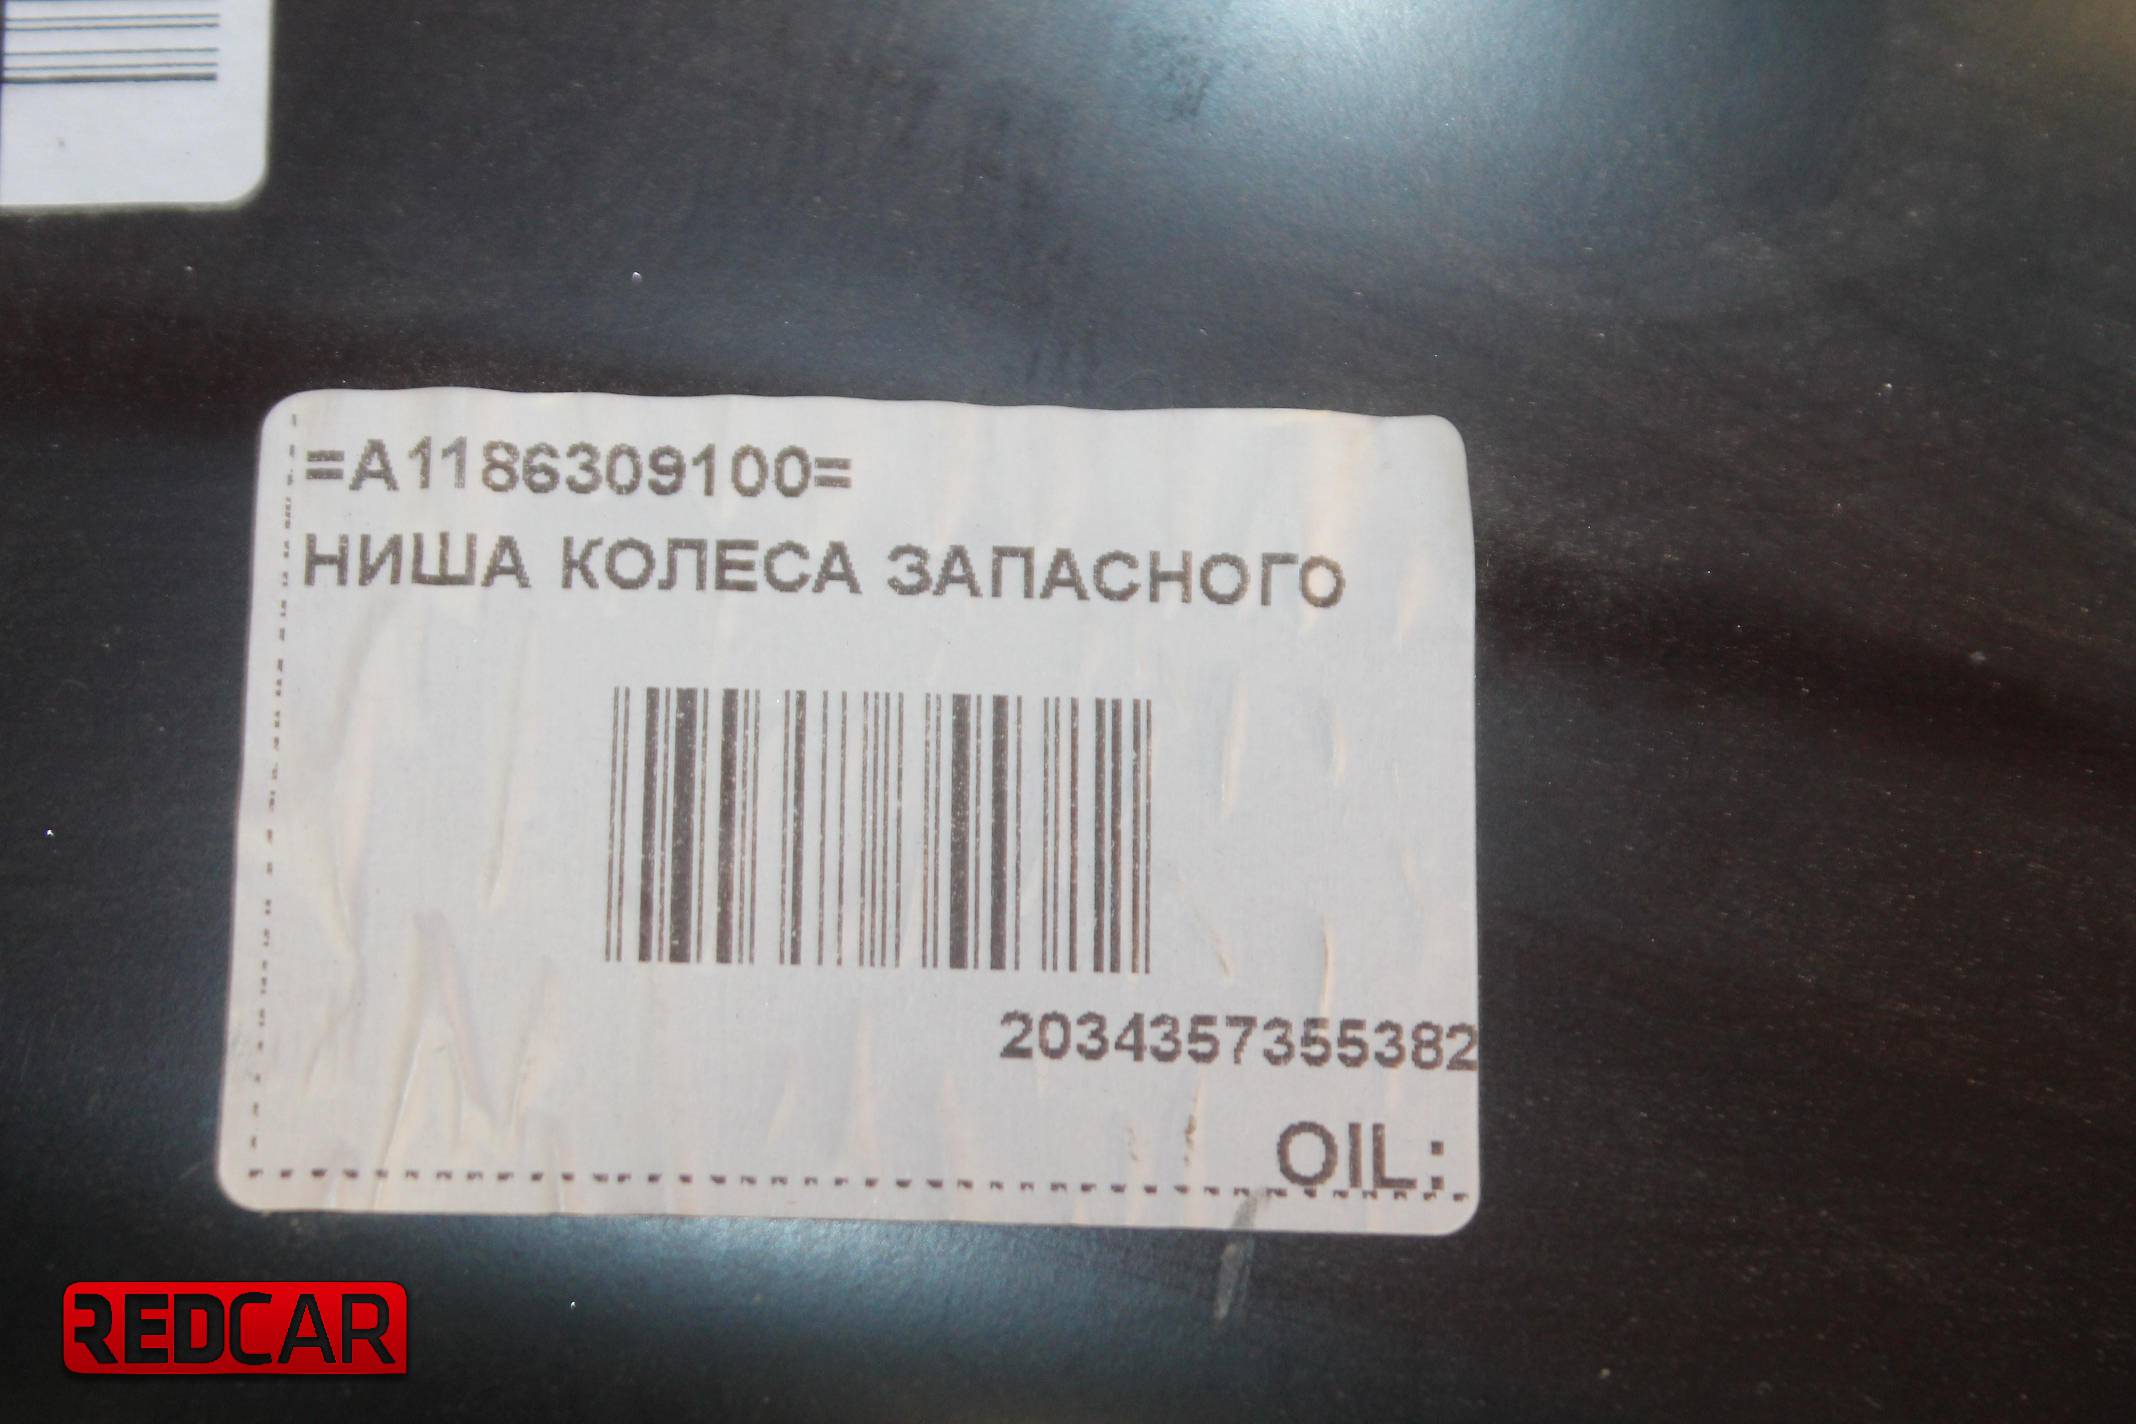 =A1186309100=
НИША КОЛЕСА ЗАПАСНОГО
2034357355382
OIL:
REDCAR